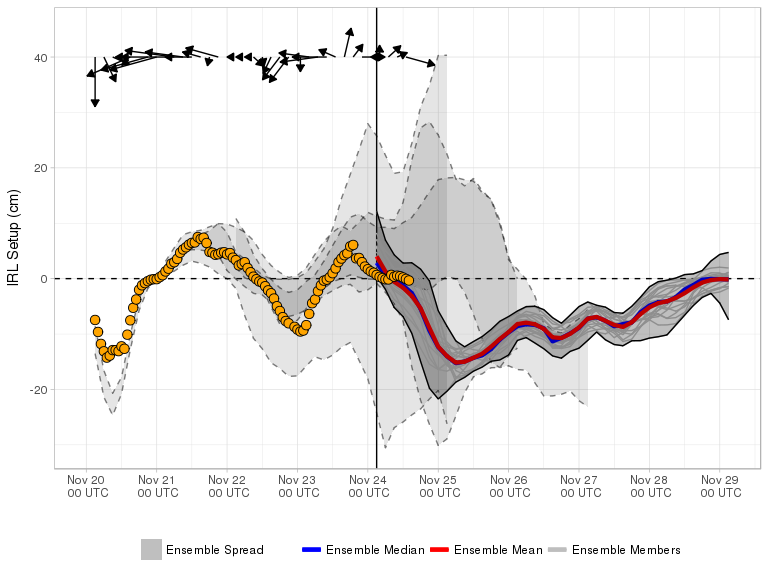 40
20
0
-20
IRL Setup (cm)
Nov 20 00 UTC
Nov 21 00 UTC
Nov 22 00 UTC
Nov 23 00 UTC
Nov 24 00 UTC
Nov 25 00 UTC
Nov 26 00 UTC
Nov 27 00 UTC
Nov 28 00 UTC
Nov 29 00 UTC
Ensemble Spread
Ensemble Median
Ensemble Mean
Ensemble Members